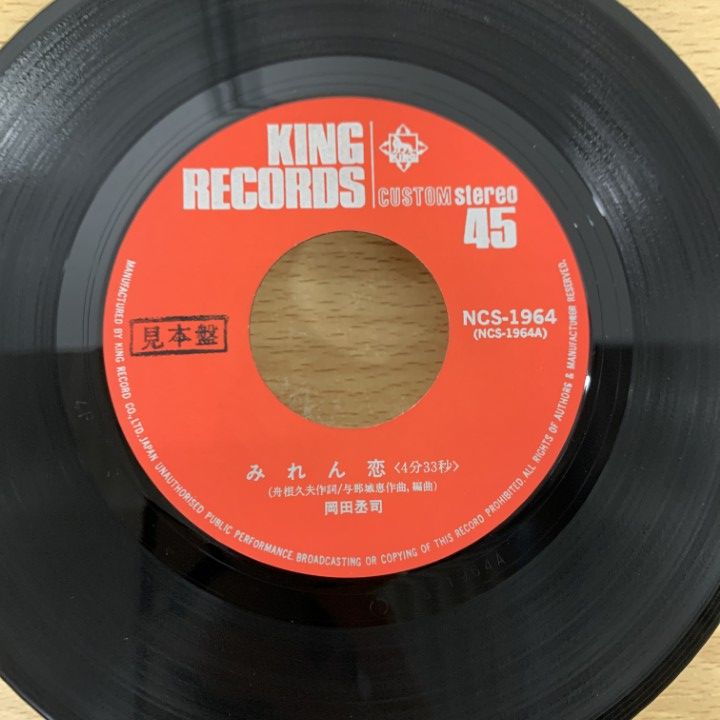 KING
RECORDS
KING
CUSTOM stereo
45
NCS-1964
(NCS-1964A)
見本盤
みれん恋〈4分33秒〉
(舟根久夫作詞/与那城恵作曲,編曲)
岡田丞司
MANUFACTURED BY KING RECORD CO., LTD. JAPAN UNAUTHORISED PUBLIC PERFORMANCE. BROADCASTING OR COPYING OF THIS RECORD PROHIBITED. ALL RIGHTS OF AUTHORS & MANUFACTURER RESERVED.